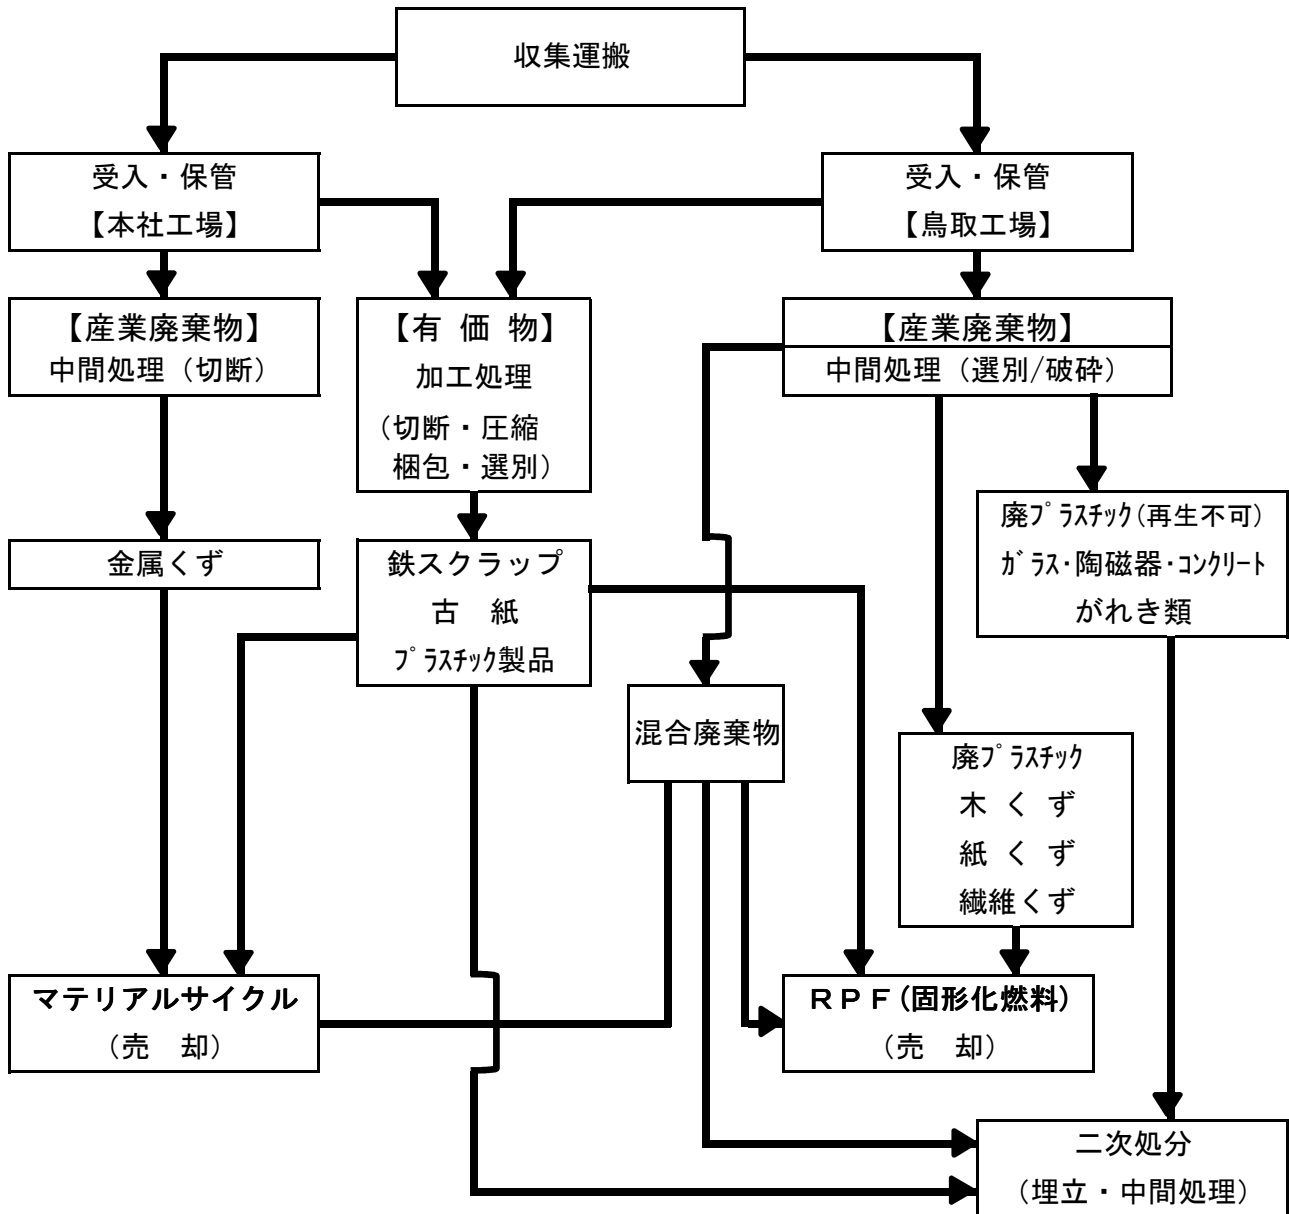 収集運搬
受入・保管
【本社工場】
受入・保管
【鳥取工場】
【産業廃棄物】
中間処理（切断）
【有 価 物】
加工処理
（切断・圧縮
梱包・選別）
【産業廃棄物】
中間処理（選別/破砕）
金属くず
鉄スクラップ
古　紙
ﾌﾟﾗｽﾁｯｸ製品
廃ﾌﾟﾗｽﾁｯｸ(再生不可)
ｶﾞﾗｽ･陶磁器･ｺﾝｸﾘｰﾄ
がれき類
混合廃棄物
廃ﾌﾟﾗｽﾁｯｸ
木 く ず
紙 く ず
繊維くず
マテリアルサイクル
（売　却）
ＲＰＦ(固形化燃料)
（売　却）
二次処分
（埋立・中間処理）